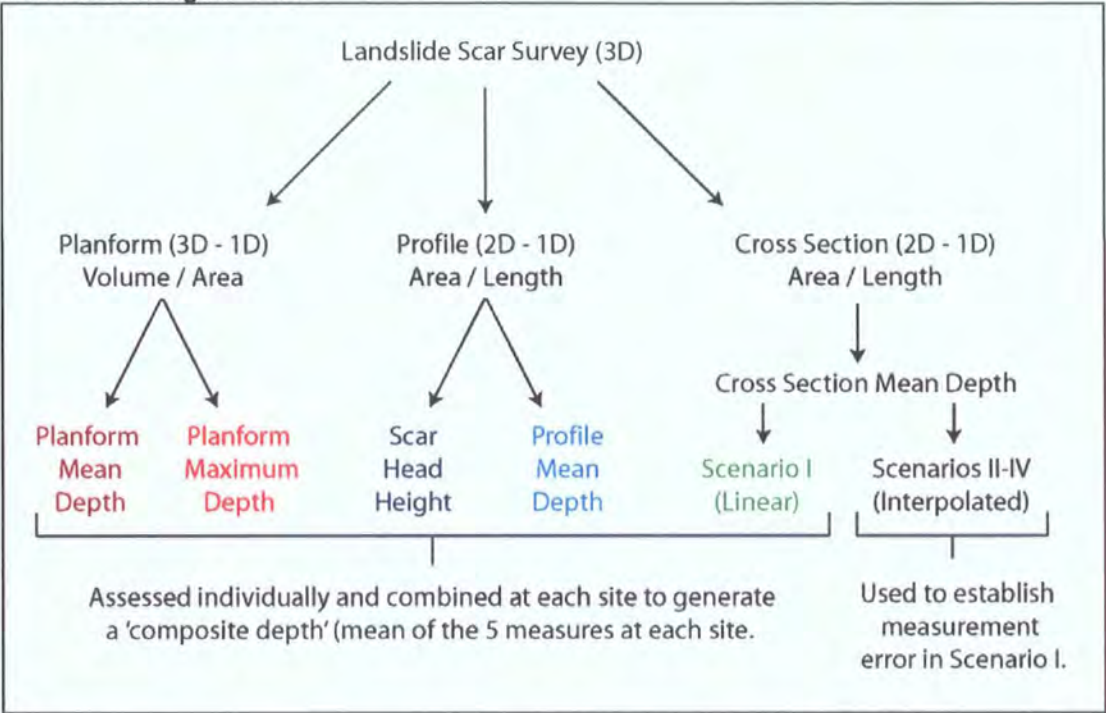 Landslide Scar Survey (3D)
Planform (3D - 1D)
Volume / Area
Profile (2D - 1D)
Area / Length
Cross Section (2D - 1D)
Area / Length
Cross Section Mean Depth
Planform
Mean
Depth
Planform
Maximum
Depth
Scar
Head
Height
Profile
Mean
Depth
Scenario I
(Linear)
Scenarios II-IV
(Interpolated)
Assessed individually and combined at each site to generate
a 'composite depth' (mean of the 5 measures at each site.
Used to establish
measurement
error in Scenario I.